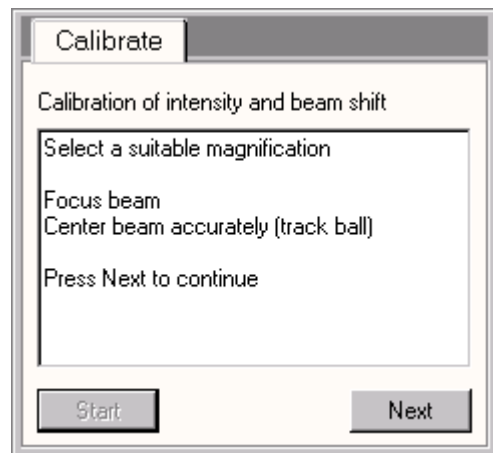 Calibrate
Calibration of intensity and beam shift
Select a suitable magnification
Focus beam
Center beam accurately (track ball)
Press Next to continue
Start
Next